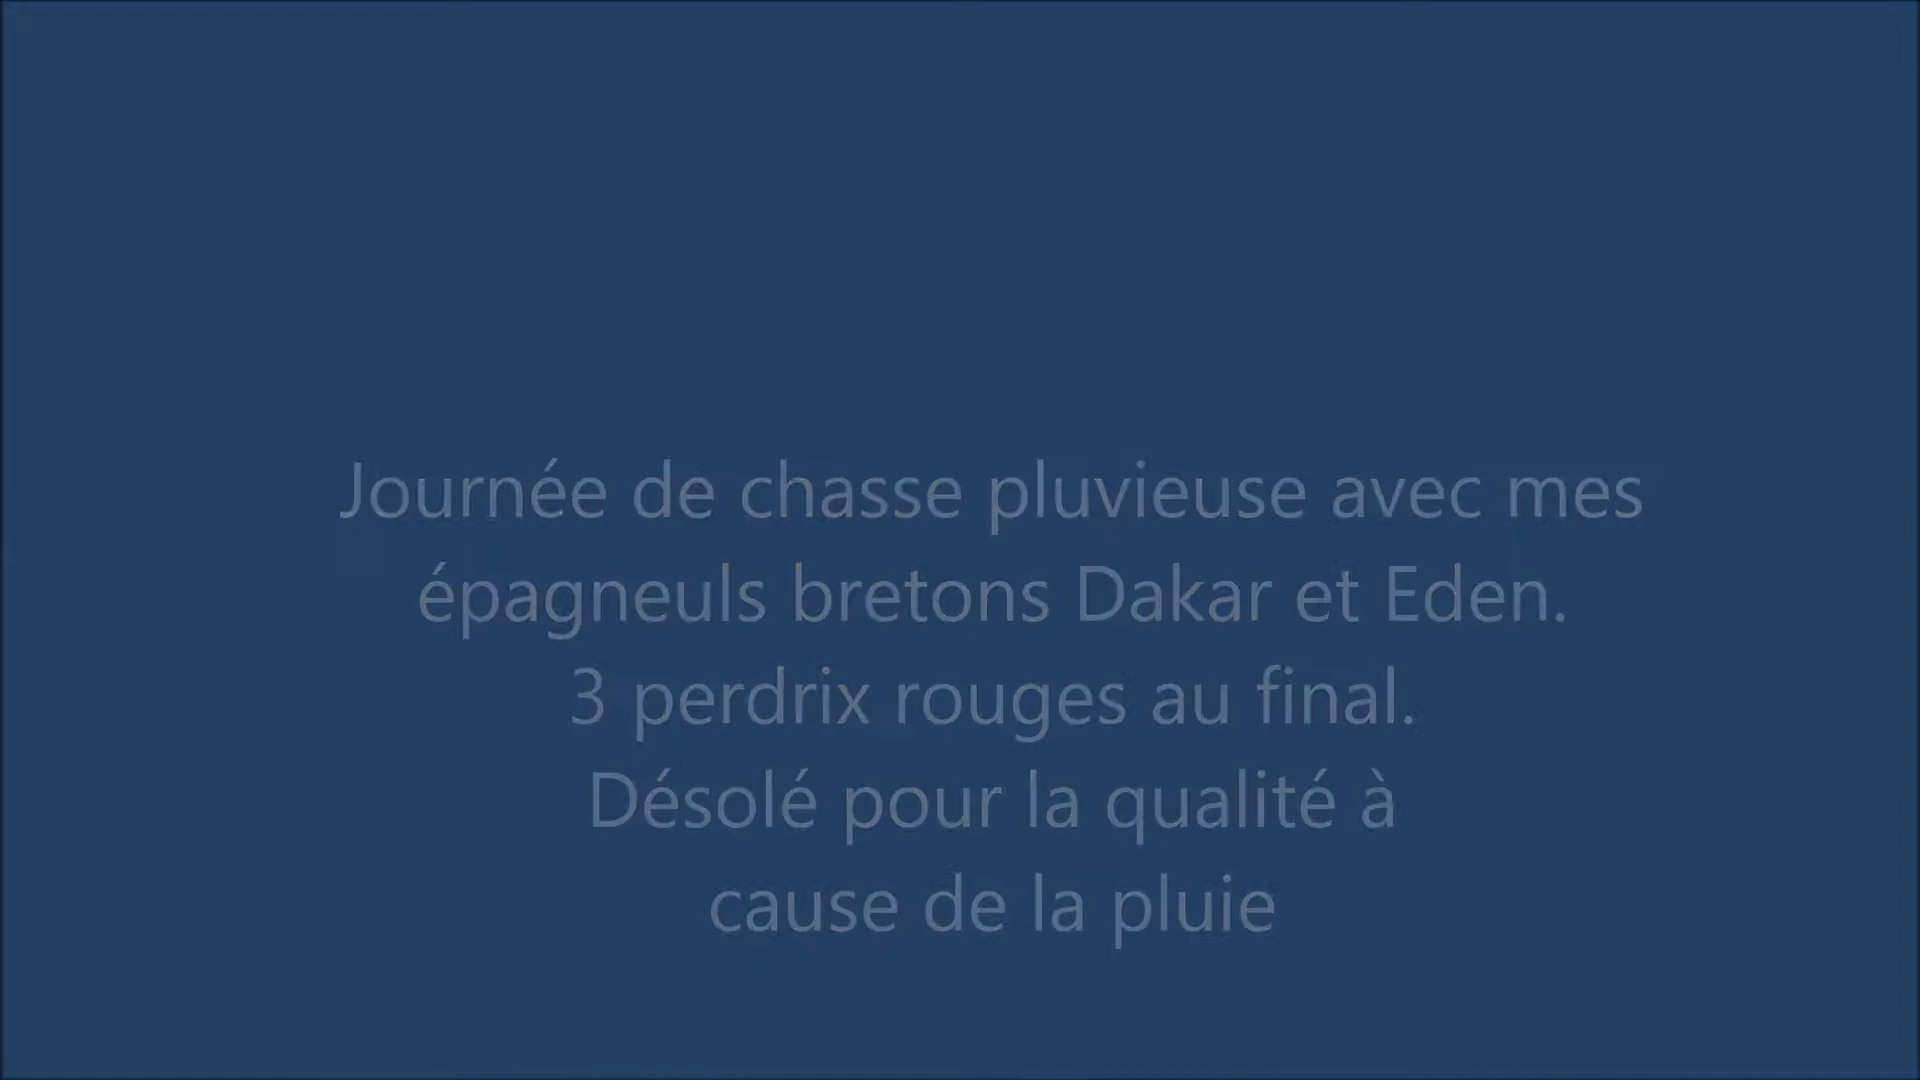 Journée de chasse pluvieuse avec mes
épagneuls bretons Dakar et Eden.
3 perdrix rouges au final.
Désolé pour la qualité à
cause de la pluie